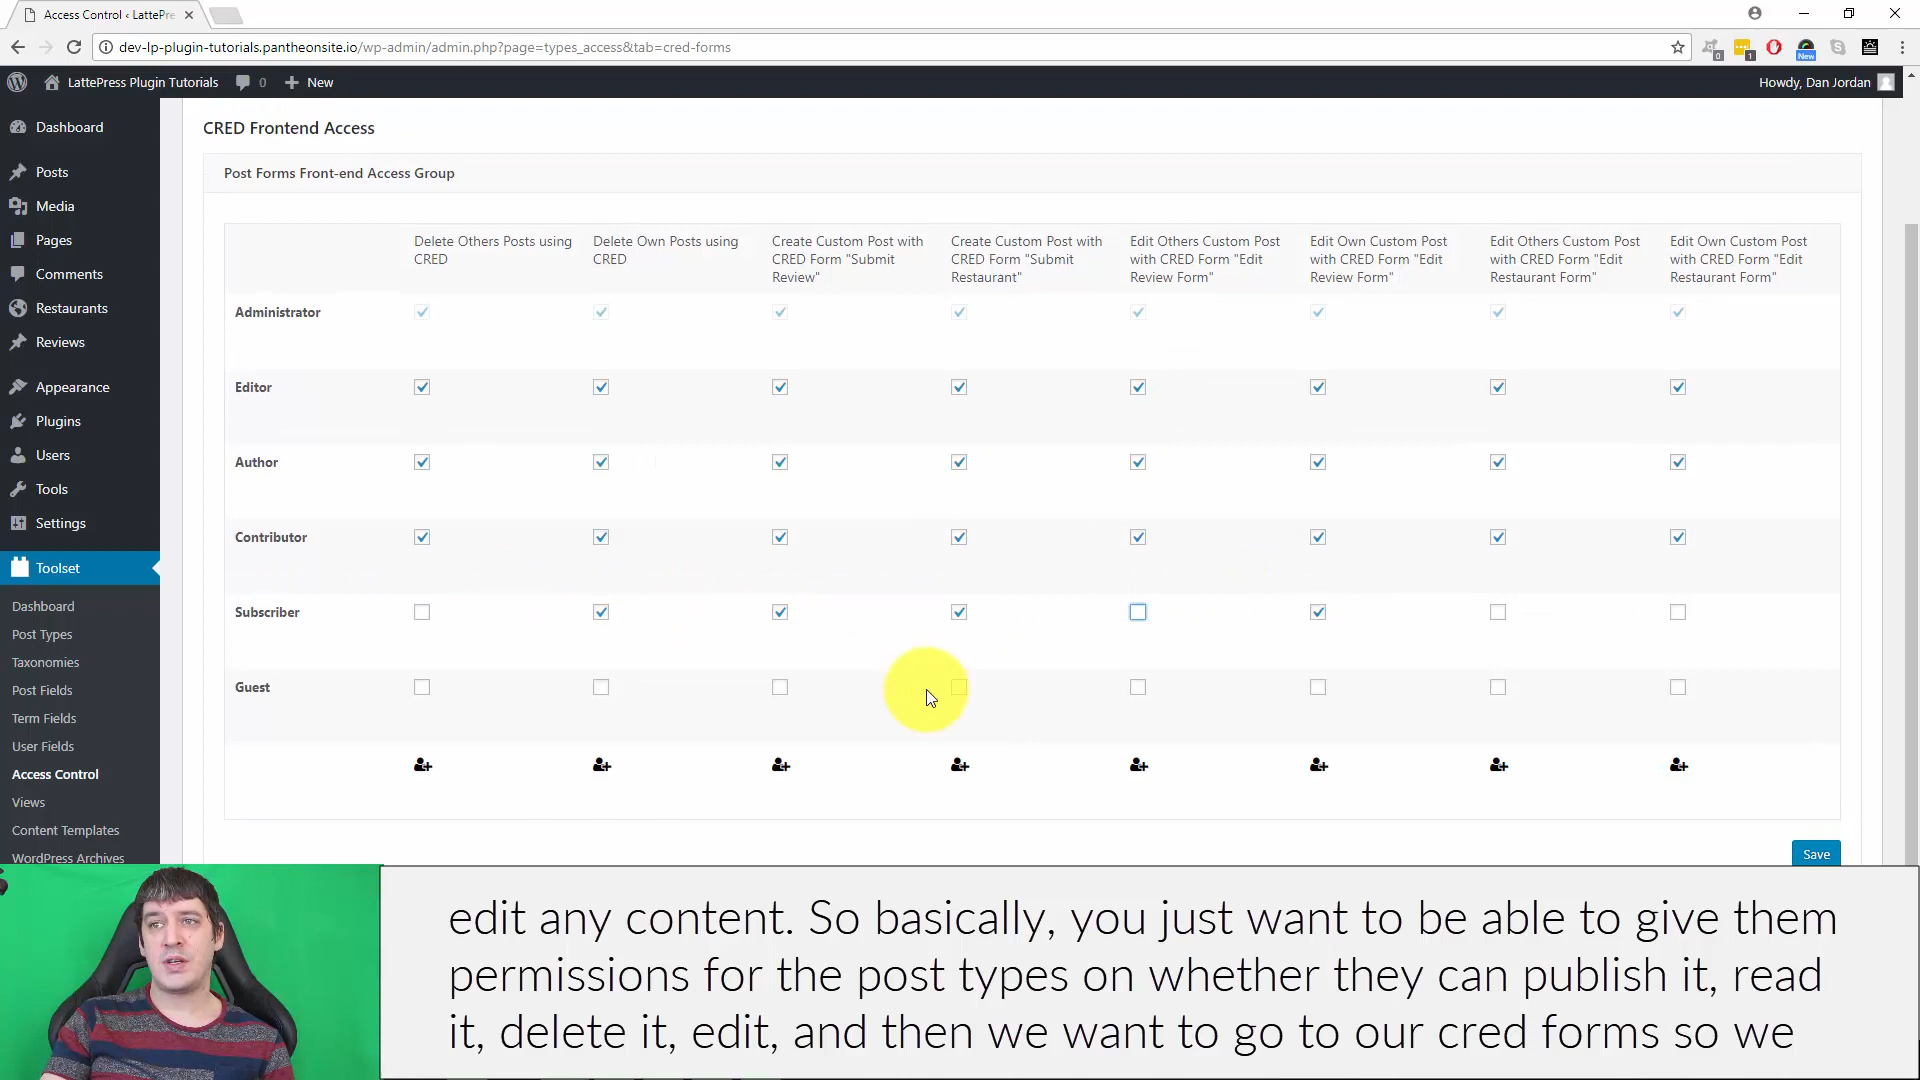 Access Control ‹ LattePre
dev-lp-plugin-tutorials.pantheonsite.io/wp-admin/admin.php?page=types_access&tab=cred-forms
0
1
New
LattePress Plugin Tutorials
0
New
Howdy, Dan Jordan
Dashboard
Posts
Media
Pages
Comments
Restaurants
Reviews
Appearance
Plugins
Users
Tools
Settings
Toolset
Dashboard
Post Types
Taxonomies
Post Fields
Term Fields
User Fields
Access Control
Views
Content Templates
WordPress Archives
CRED Frontend Access
Post Forms Front-end Access Group
Delete Others Posts using
CRED
Delete Own Posts using
CRED
Create Custom Post with
CRED Form "Submit
Review"
Create Custom Post with
CRED Form "Submit
Restaurant"
Edit Others Custom Post
with CRED Form "Edit
Review Form"
Edit Own Custom Post
with CRED Form "Edit
Review Form"
Edit Others Custom Post
with CRED Form "Edit
Restaurant Form"
Edit Own Custom Post
with CRED Form "Edit
Restaurant Form"
Administrator
Editor
Author
Contributor
Subscriber
Guest
Save
edit any content. So basically, you just want to be able to give them
permissions for the post types on whether they can publish it, read
it, delete it, edit, and then we want to go to our cred forms so we